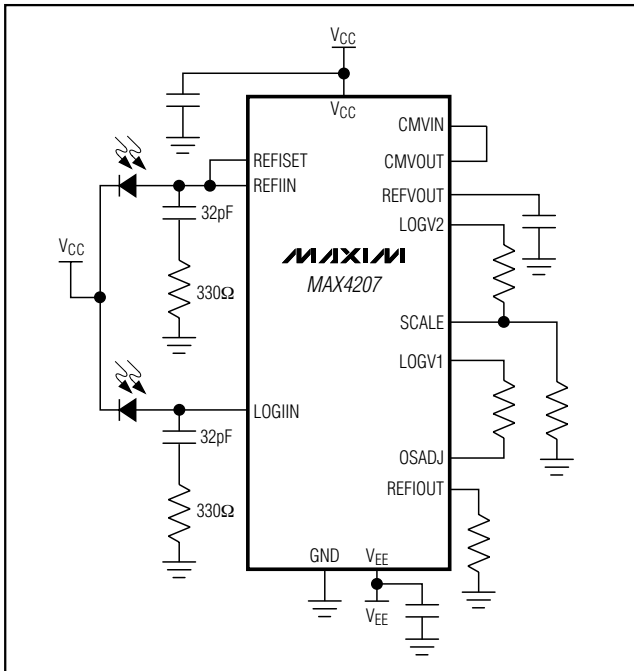 VCC
VCC
CMVIN
CMVOUT
REFISET
REFIIN
REFVOUT
LOGV2
32pF
VCC
MAXIM
MAX4207
330Ω
SCALE
LOGV1
LOGIIN
32pF
OSADJ
REFIOUT
330Ω
GND
VEE
VEE